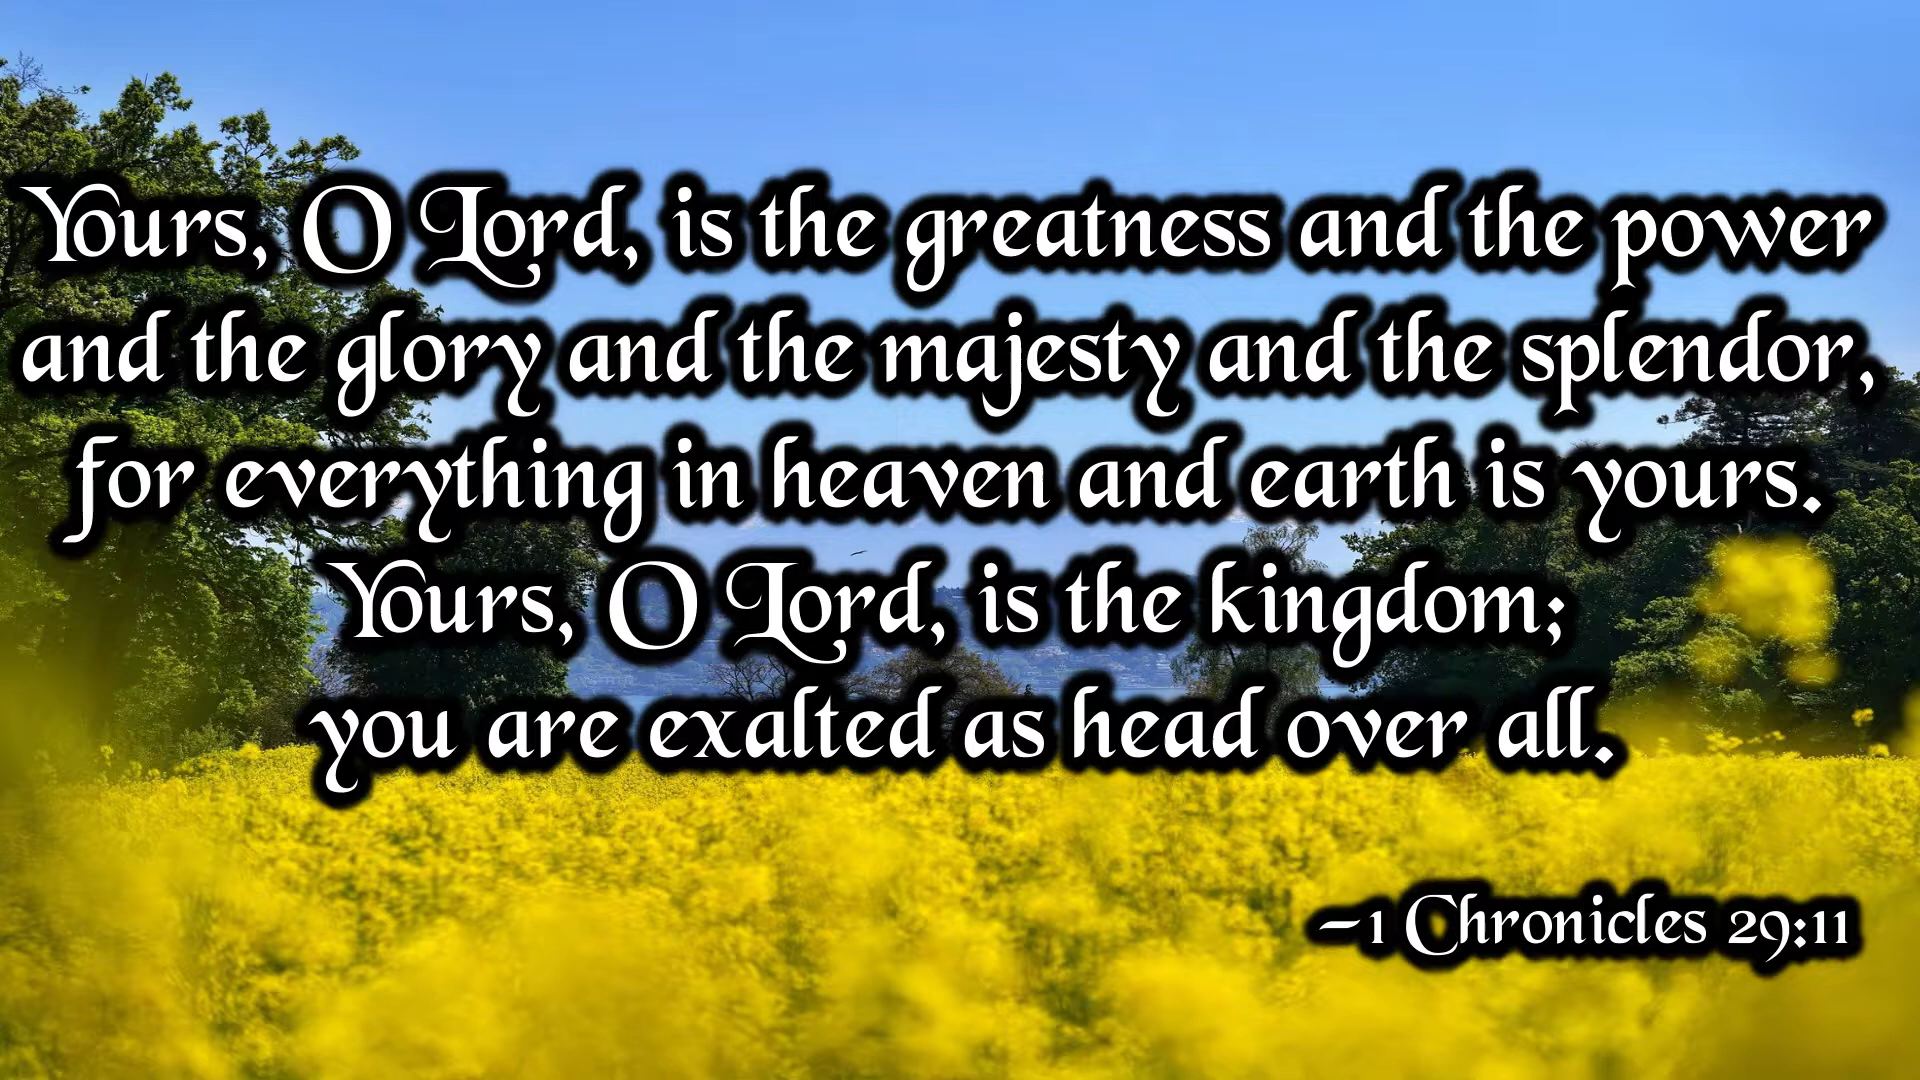 Yours, O Lord, is the greatness and the power
and the glory and the majesty and the splendor,
for everything in heaven and earth is yours.
Yours, O Lord, is the kingdom;
you are exalted as head over all.
–1 Chronicles 29:11